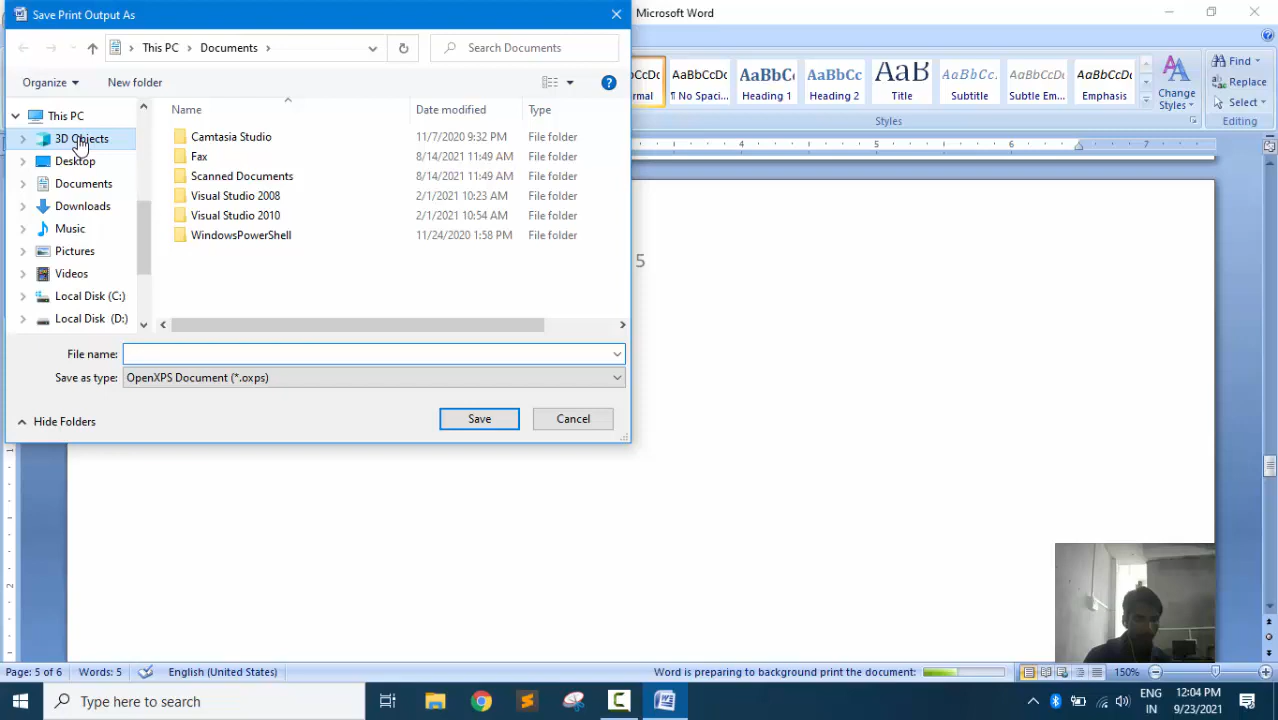 Save Print Output As
Microsoft Word
This PC
Documents
Search Documents
Organize
New folder
Name
Date modified
Type
This PC
3D Objects
Desktop
Documents
Downloads
Music
Pictures
Videos
Local Disk (C:)
Local Disk (D:)
Camtasia Studio 11/7/2020 9:32 PM File folder
Fax 8/14/2021 11:49 AM File folder
Scanned Documents 8/14/2021 11:49 AM File folder
Visual Studio 2008 2/1/2021 10:23 AM File folder
Visual Studio 2010 2/1/2021 10:54 AM File folder
WindowsPowerShell 11/24/2020 1:58 PM File folder
File name:
Save as type: OpenXPS Document (*.oxps)
Hide Folders
Save
Cancel
AaBbCcDc AaBbC AaBbCc AaB AaBbCc. AaBbCcDc AaBbCcDc
rmal ¶ No Spaci... Heading 1 Heading 2 Title Subtitle Subtle Em... Emphasis
Change Styles
Styles
Find
Replace
Select
Editing
4 5 6 7
5
1
2
Page: 5 of 6 Words: 5 English (United States) Word is preparing to background print the document: 150%
Type here to search
ENG
IN
12:04 PM
9/23/2021